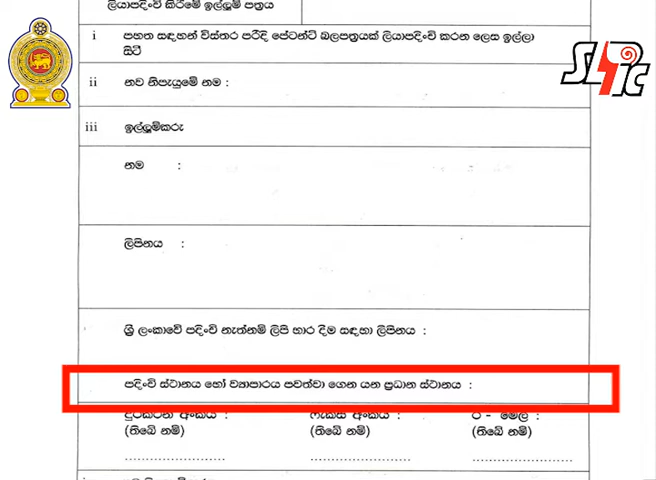 ලියාපදිංචි කිරීමේ ඉල්ලුම් පත්‍රය
i පහත සඳහන් විස්තර පරිදි පේටන්ට් බලපත්‍රයක් ලියාපදිංචි කරන ලෙස ඉල්ලා
සිටි
ii නව නිපැයුමේ නම :
iii ඉල්ලුම්කරු
නම :
ලිපිනය :
ශ්‍රී ලංකාවේ පදිංචි නැත්නම් ලිපි භාර දීම සඳහා ලිපිනය :
පදිංචි ස්ථානය හෝ ව්‍යාපාරය පවත්වා ගෙන යන ප්‍රධාන ස්ථානය :
දුරකථන අංකය : ෆැක්ස් අංකය : ඊ - මේල් :
(තිබේ නම්) (තිබේ නම්) (තිබේ නම්)
SLIC